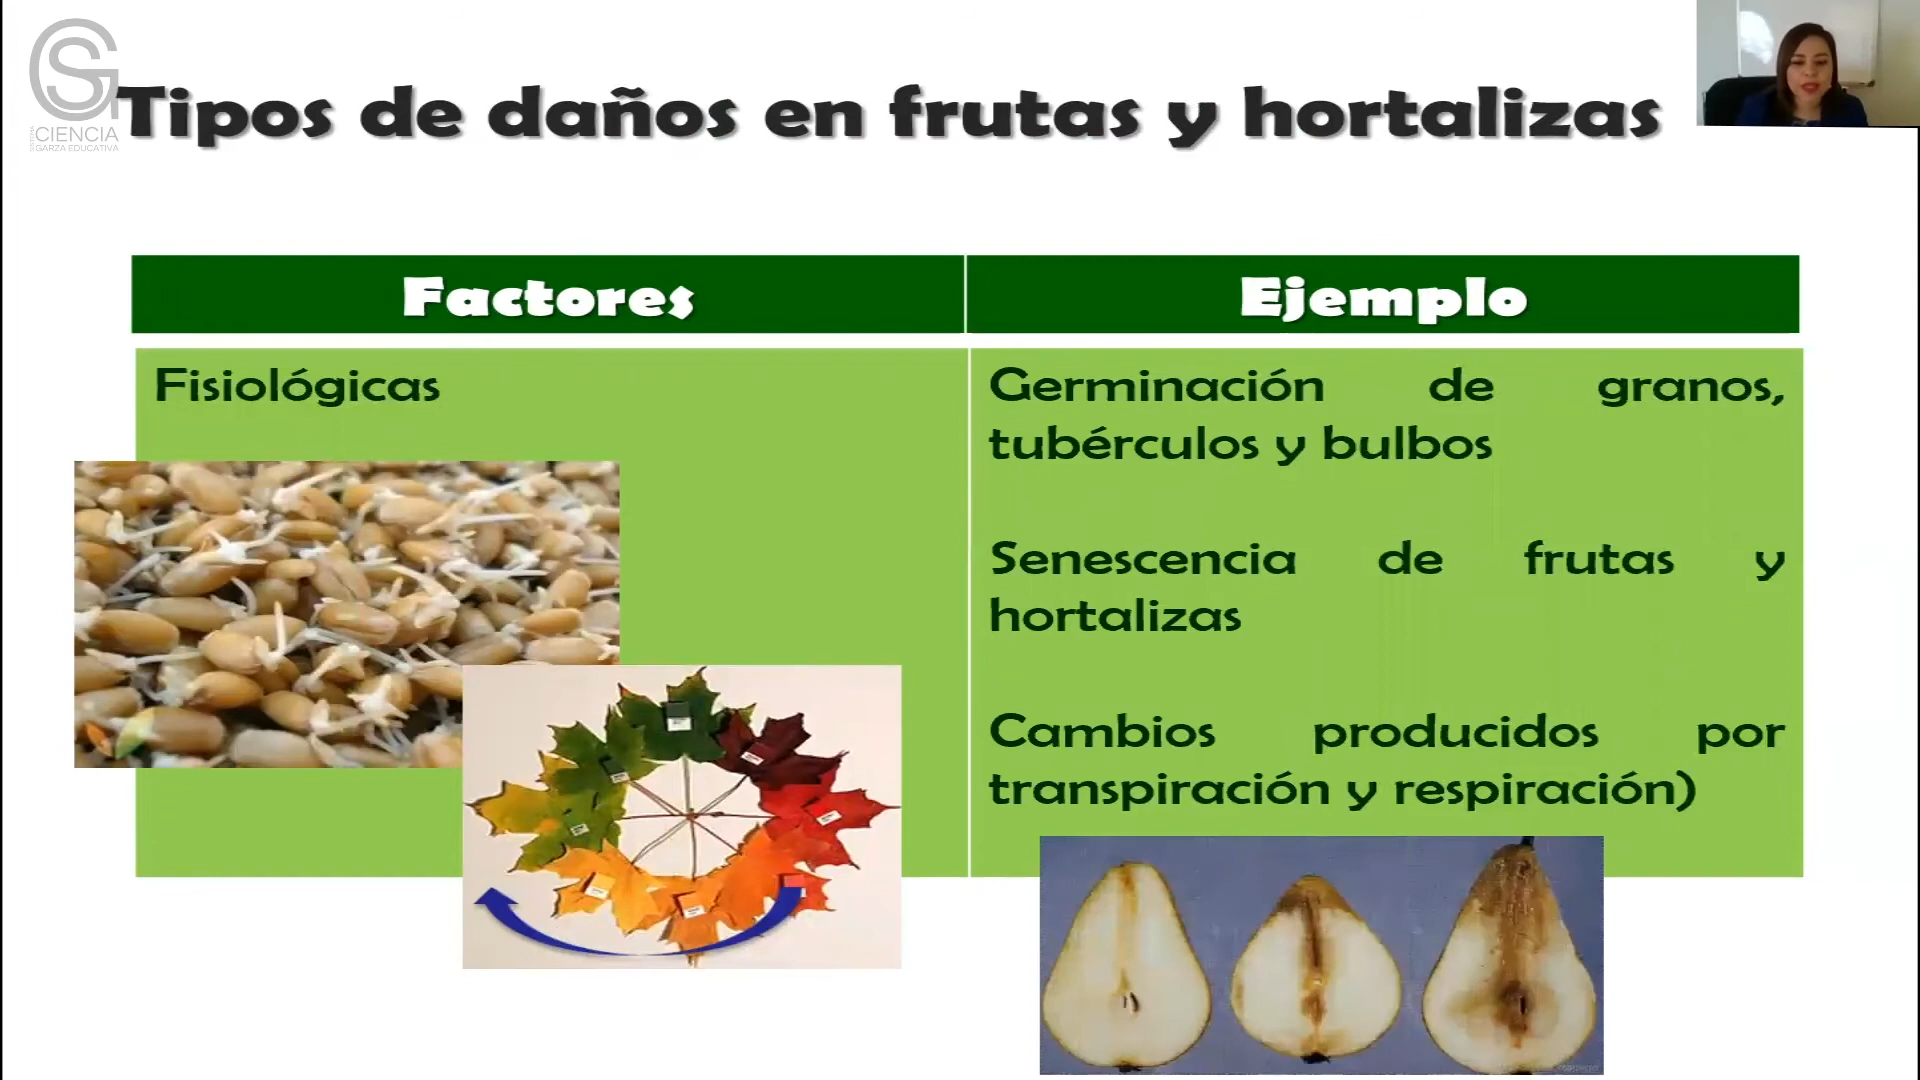 SG
CIENCIA
GARZA EDUCATIVA
Tipos de daños en frutas y hortalizas
Factores
Ejemplo
Fisiológicas
Germinación de granos,
tubérculos y bulbos
Senescencia de frutas y
hortalizas
Cambios producidos por
transpiración y respiración)